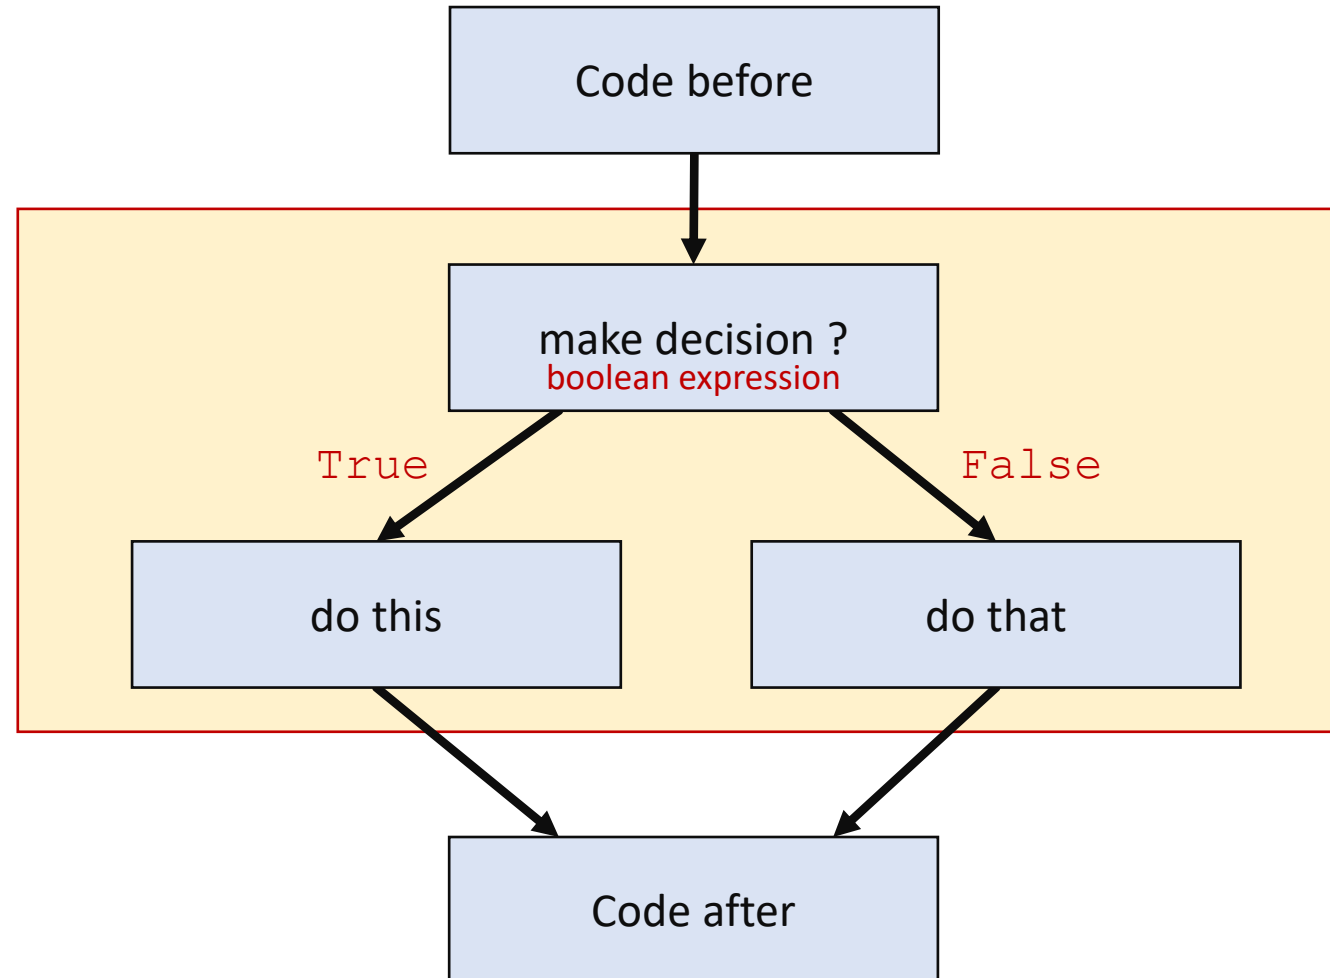 Code before
make decision ?
boolean expression
True
False
do this
do that
Code after